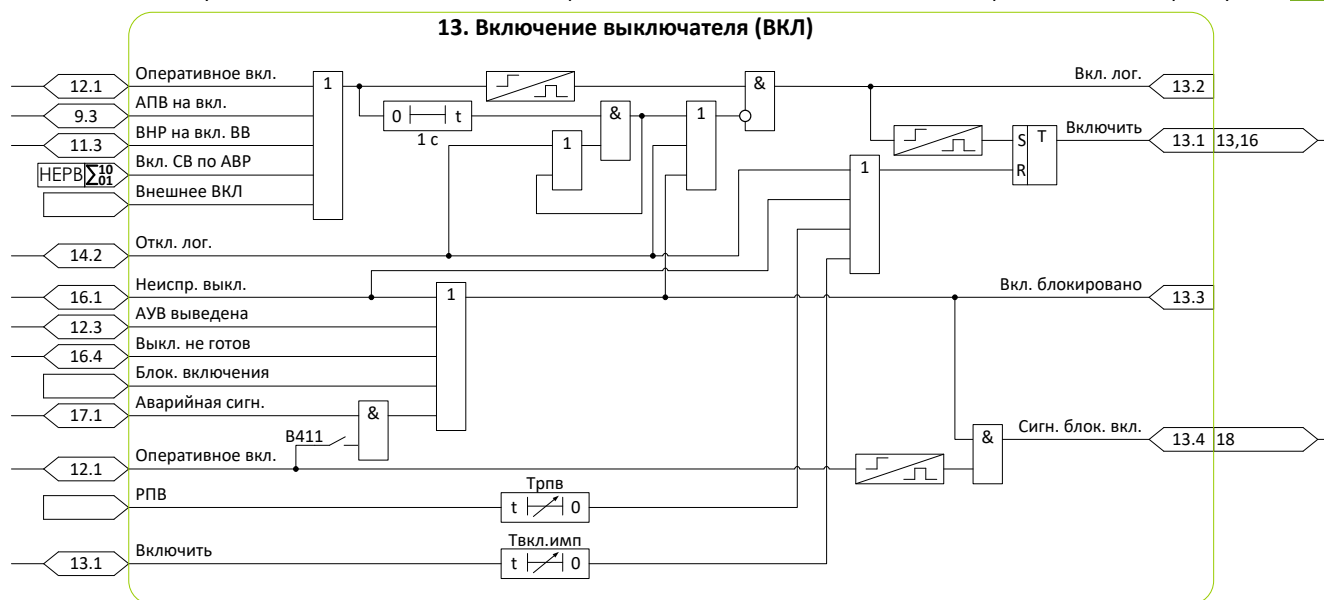 13. Включение выключателя (ВКЛ)
12.1 Оперативное вкл.
9.3 АПВ на вкл.
11.3 ВНР на вкл. ВВ
НЕРВ Σ10 01 Вкл. СВ по АВР
Внешнее ВКЛ
1
0 t
1 с
&
1
1
&
Вкл. лог. 13.2
S T
R
Включить 13.1 13,16
1
14.2 Откл. лог.
16.1 Неиспр. выкл.
12.3 АУВ выведена
16.4 Выкл. не готов
Блок. включения
17.1 Аварийная сигн.
1
&
В411
Вкл. блокировано 13.3
12.1 Оперативное вкл.
&
Сигн. блок. вкл. 13.4 18
РПВ
Трпв
t 0
13.1 Включить
Твкл.имп
t 0